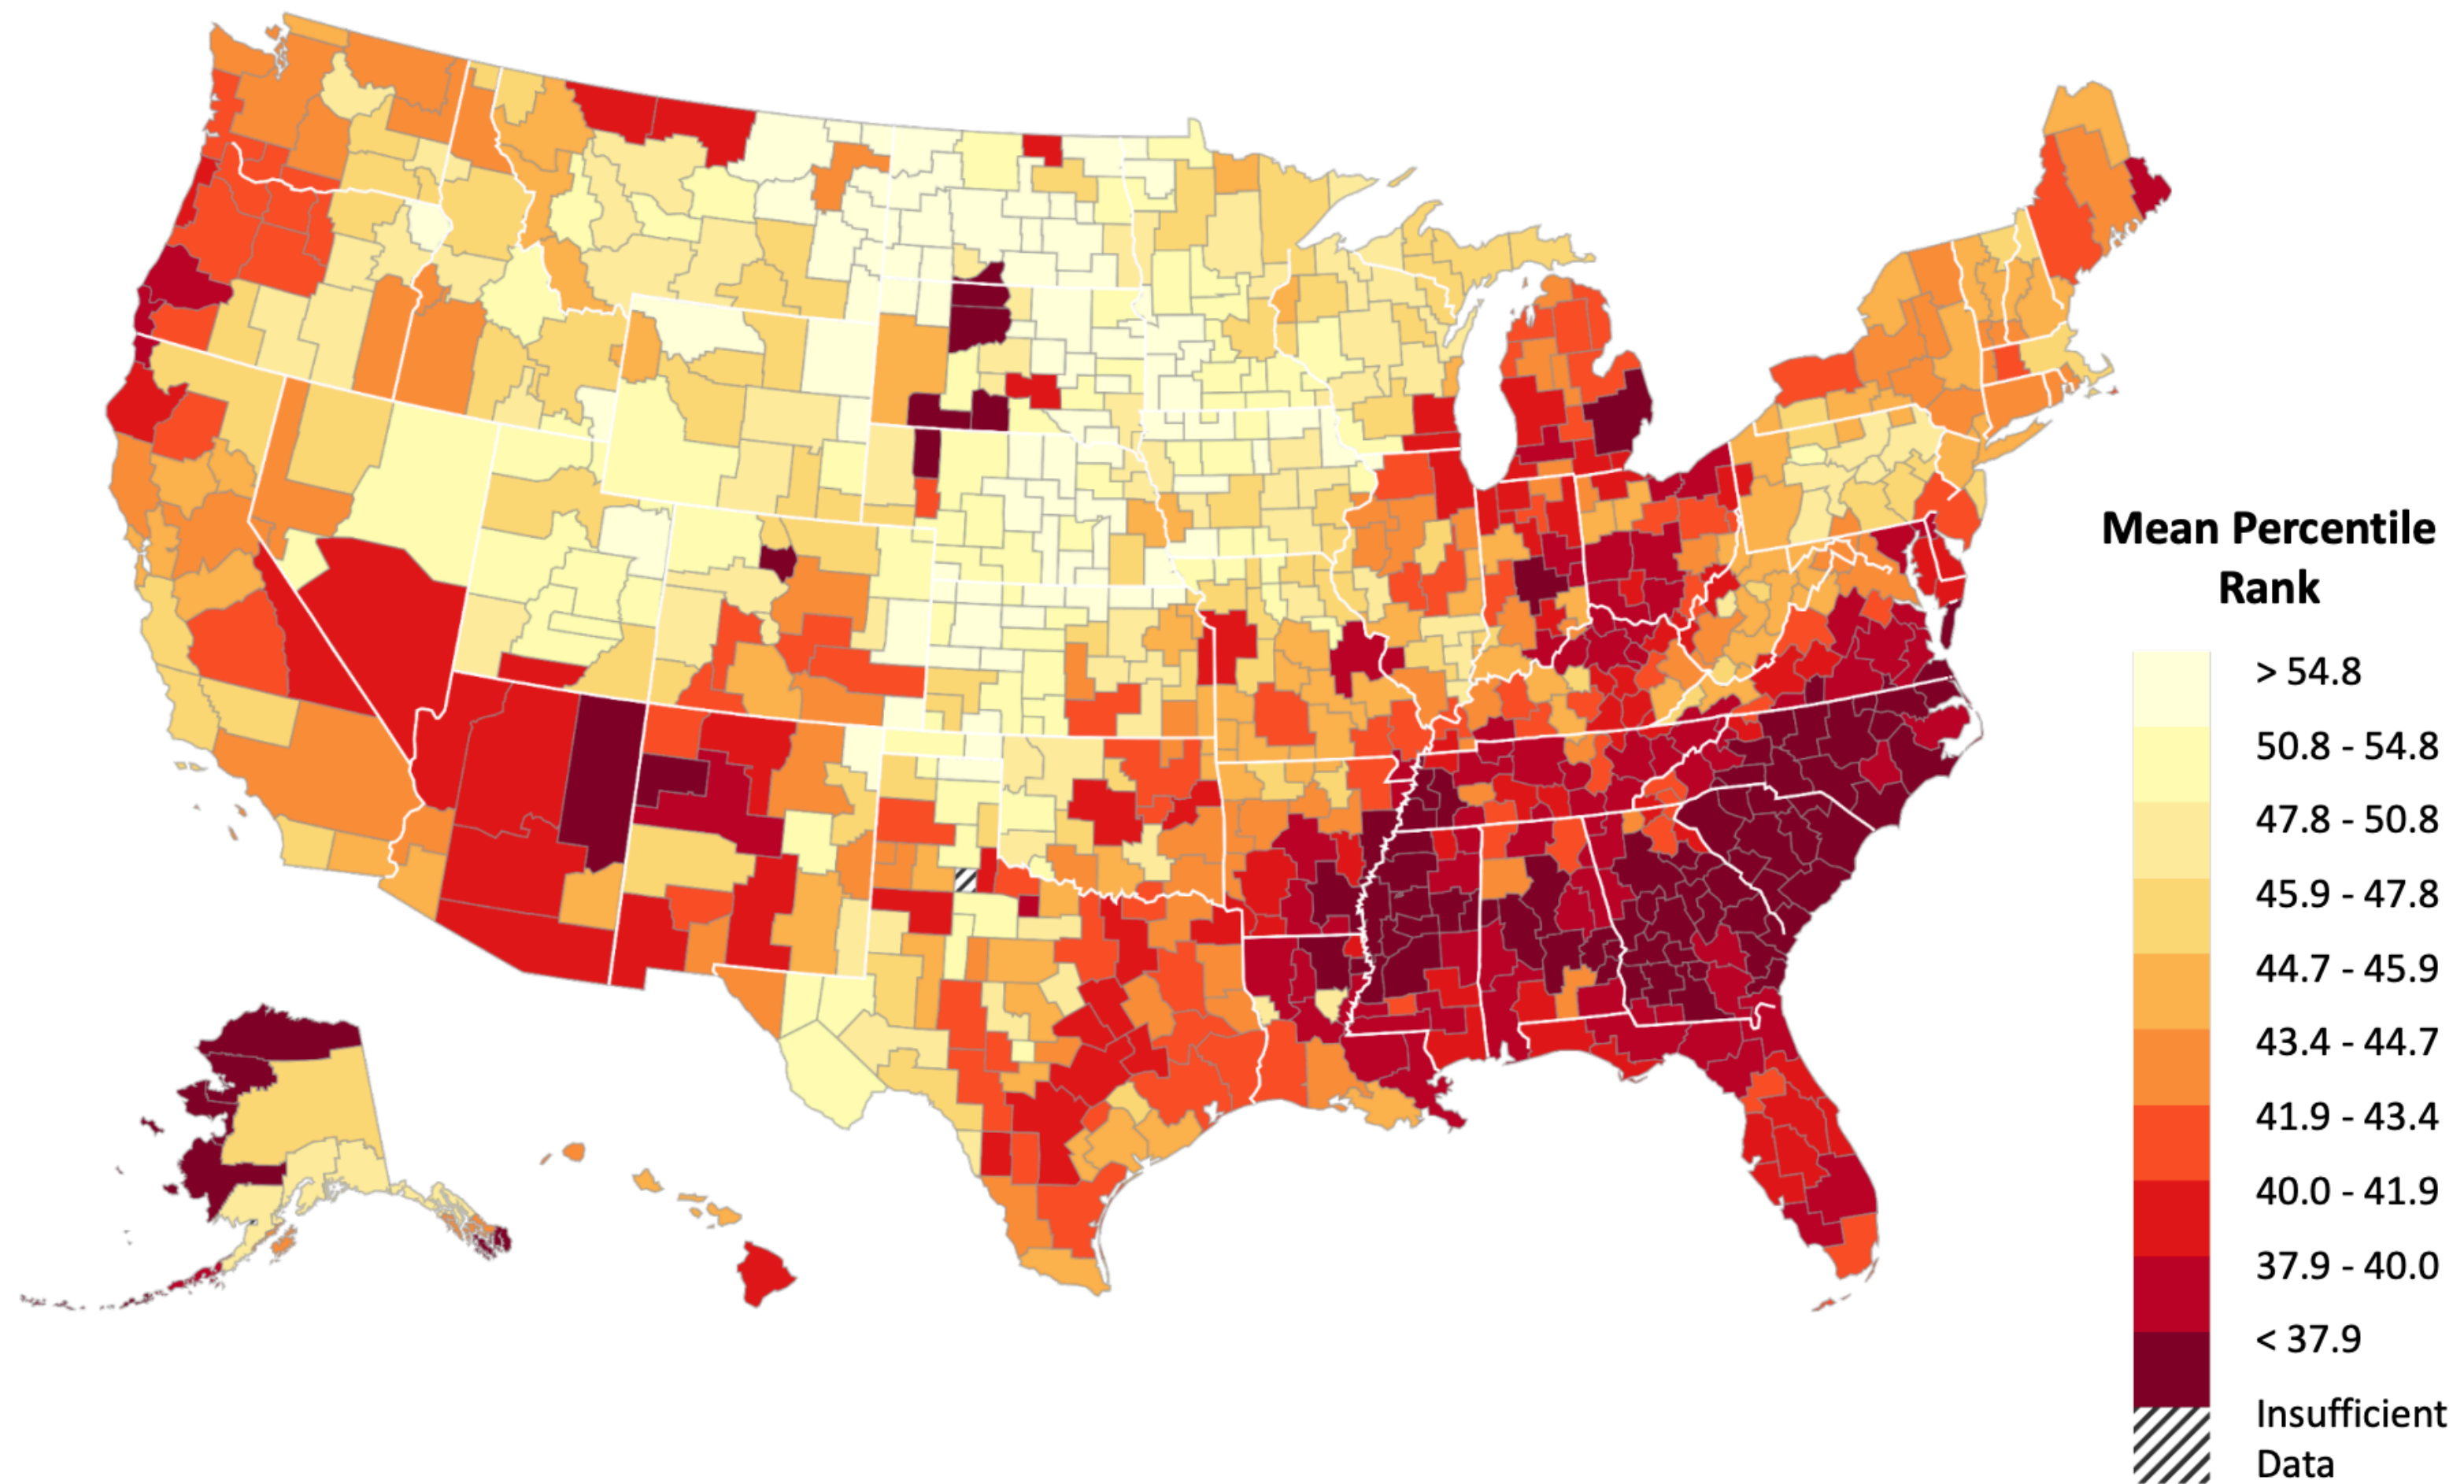 Mean Percentile
Rank
> 54.8
50.8 - 54.8
47.8 - 50.8
45.9 - 47.8
44.7 - 45.9
43.4 - 44.7
41.9 - 43.4
40.0 - 41.9
37.9 - 40.0
< 37.9
Insufficient
Data